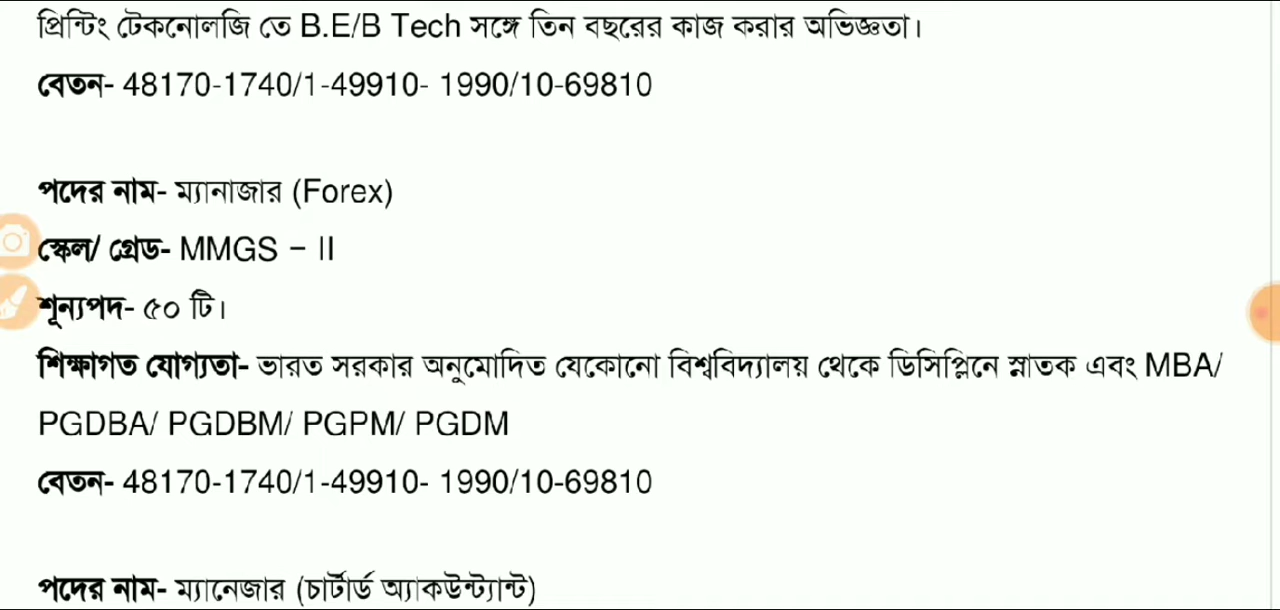 প্রিন্টিং টেকনোলজি তে B.E/B Tech সঙ্গে তিন বছরের কাজ করার অভিজ্ঞতা।
বেতন- 48170-1740/1-49910- 1990/10-69810
পদের নাম- ম্যানাজার (Forex)
স্কেল/ গ্রেড- MMGS – II
শূন্যপদ- ৫০ টি।
শিক্ষাগত যোগ্যতা- ভারত সরকার অনুমোদিত যেকোনো বিশ্ববিদ্যালয় থেকে ডিসিপ্লিনে স্নাতক এবং MBA/
PGDBA/ PGDBM/ PGPM/ PGDM
বেতন- 48170-1740/1-49910- 1990/10-69810
পদের নাম- ম্যানেজার (চার্টার্ড অ্যাকউন্ট্যান্ট)